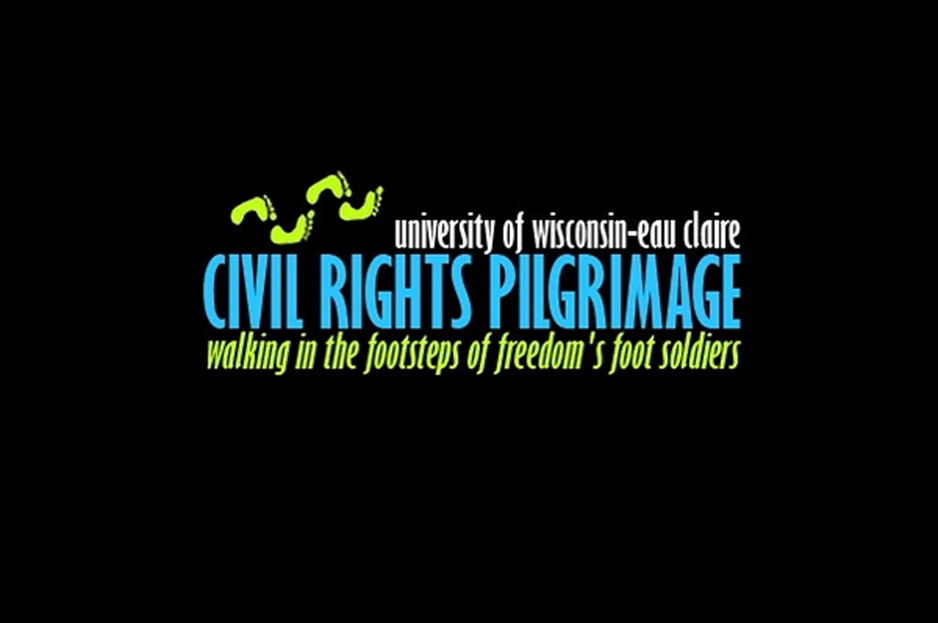 university of wisconsin-eau claire
CIVIL RIGHTS PILGRIMAGE
walking in the footsteps of freedom's foot soldiers